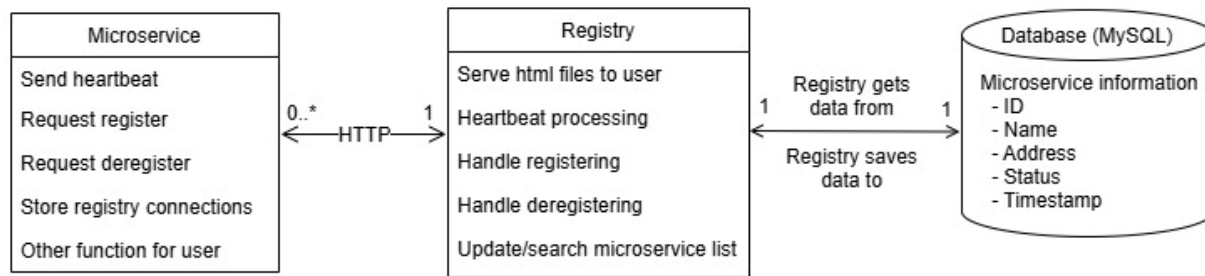 Microservice
Send heartbeat
Request register
Request deregister
Store registry connections
Other function for user
0..*
HTTP
1
Registry
Serve html files to user
Heartbeat processing
Handle registering
Handle deregistering
Update/search microservice list
1
Registry gets
data from
1
Registry saves
data to
Database (MySQL)
Microservice information
- ID
- Name
- Address
- Status
- Timestamp